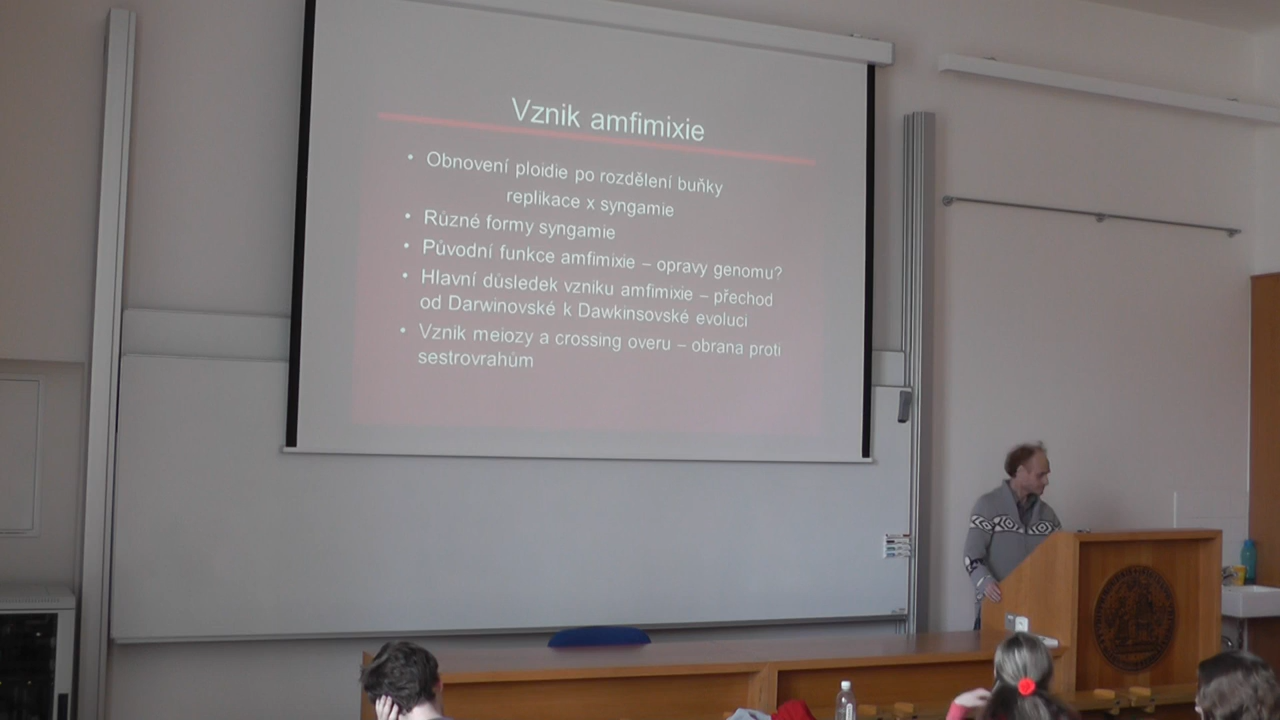 Vznik amfimixie
• Obnovení ploidie po rozdělení buňky
replikace x syngamie
• Různé formy syngamie
• Původní funkce amfimixie – opravy genomu?
• Hlavní důsledek vzniku amfimixie – přechod
od Darwinovské k Dawkinsovské evoluci
• Vznik meiozy a crossing overu – obrana proti
sestrovrahům